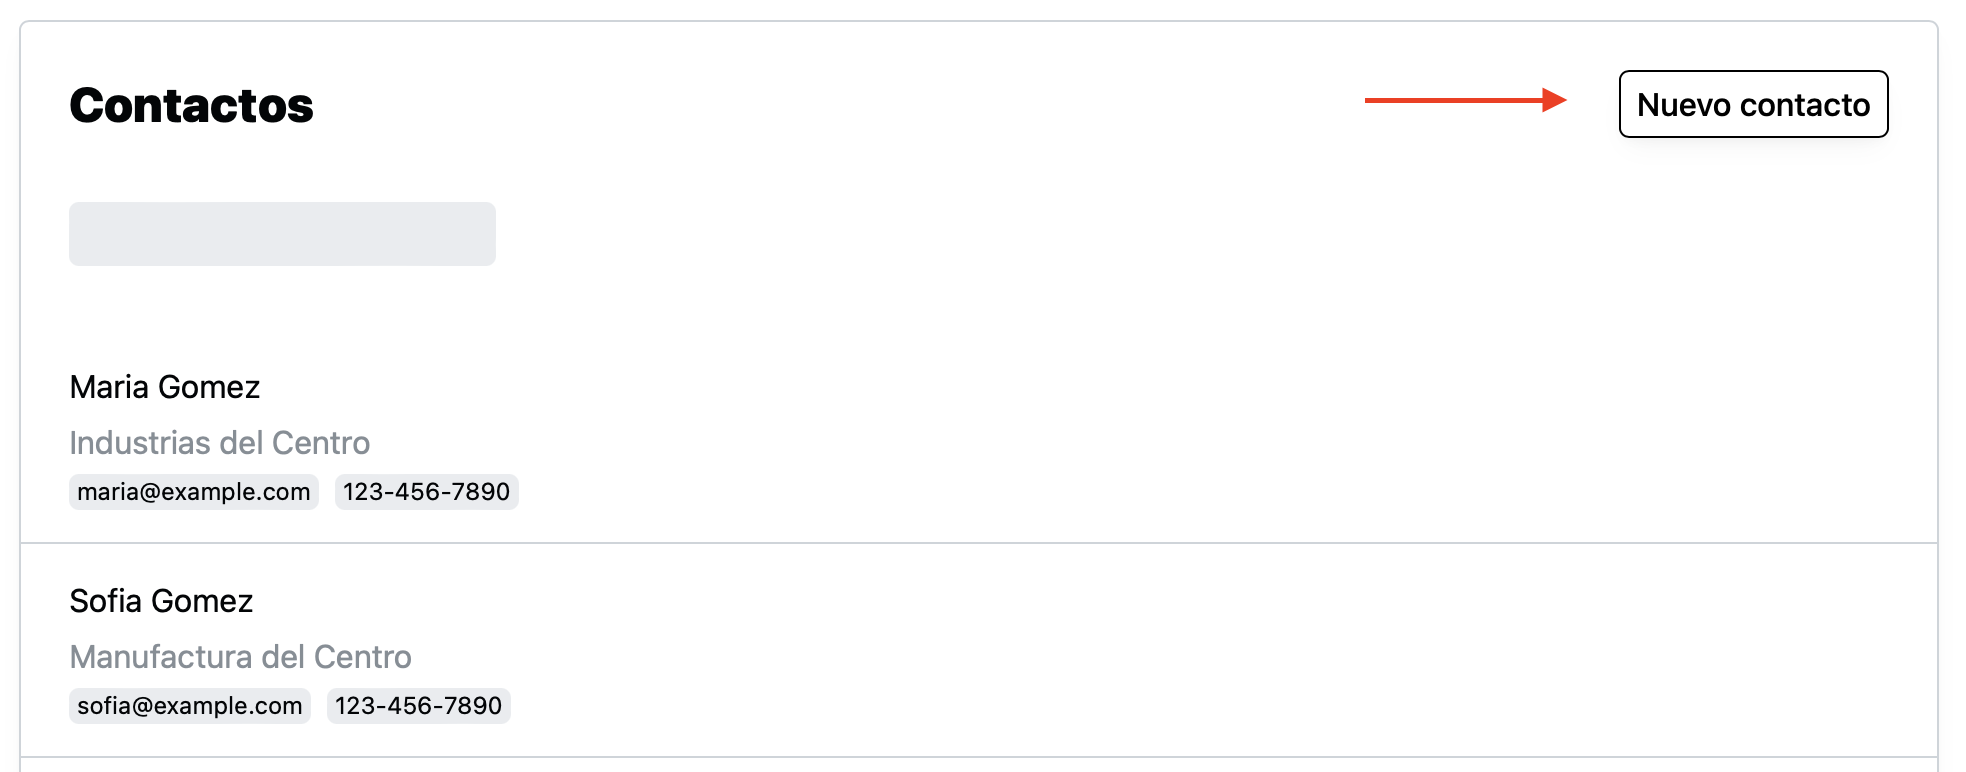 Contactos
Nuevo contacto
Maria Gomez
Industrias del Centro
maria@example.com 123-456-7890
Sofia Gomez
Manufactura del Centro
sofia@example.com 123-456-7890